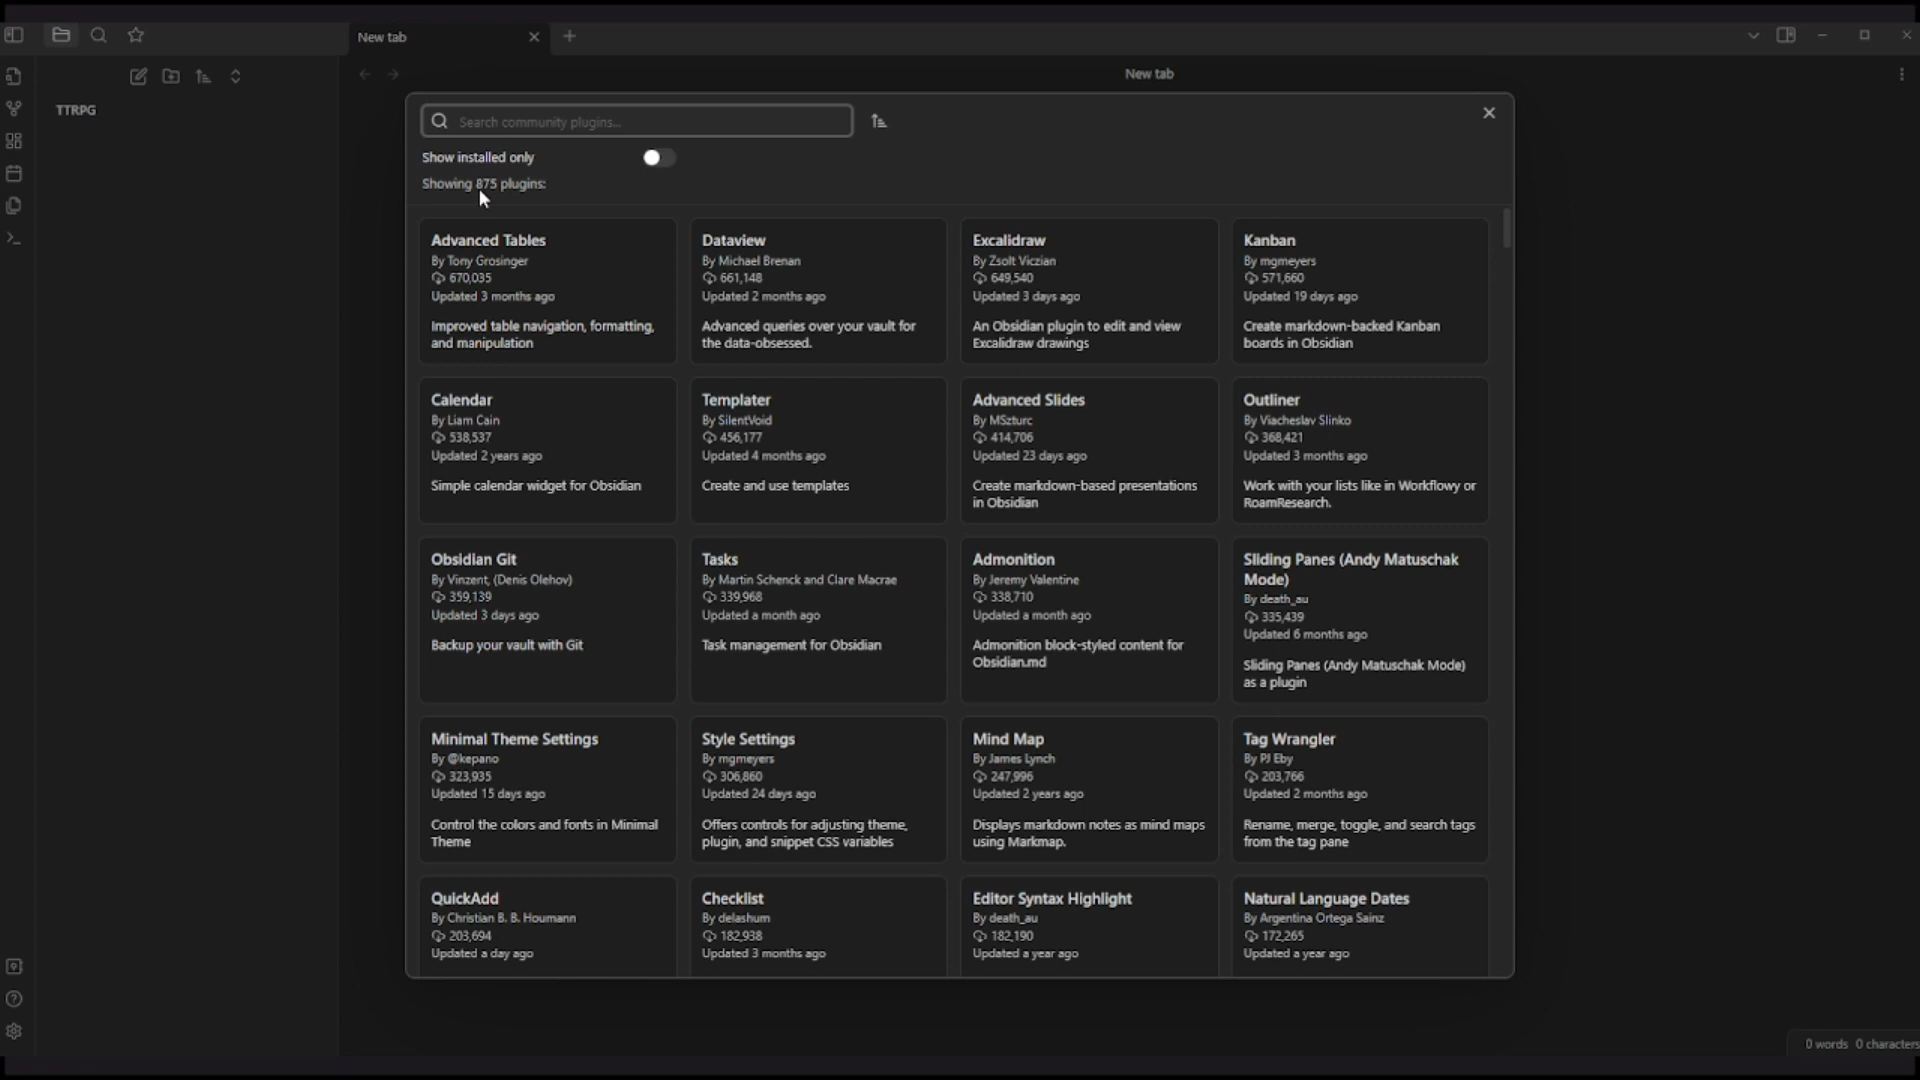 New tab
New tab
TTRPG
Search community plugins...
Show installed only
Showing 875 plugins:
Advanced Tables
By Tony Grosinger
670,035
Updated 3 months ago
Improved table navigation, formatting,
and manipulation
Dataview
By Michael Brenan
661,148
Updated 2 months ago
Advanced queries over your vault for
the data-obsessed.
Excalidraw
By Zsolt Viczian
649,540
Updated 3 days ago
An Obsidian plugin to edit and view
Excalidraw drawings
Kanban
By mgmeyers
571,660
Updated 19 days ago
Create markdown-backed Kanban
boards in Obsidian
Calendar
By Liam Cain
538,537
Updated 2 years ago
Simple calendar widget for Obsidian
Templater
By SilentVoid
456,177
Updated 4 months ago
Create and use templates
Advanced Slides
By MSzturc
414,706
Updated 23 days ago
Create markdown-based presentations
in Obsidian
Outliner
By Viacheslav Slinko
368,421
Updated 3 months ago
Work with your lists like in Workflowy or
RoamResearch.
Obsidian Git
By Vinzent, (Denis Olehov)
359,139
Updated 3 days ago
Backup your vault with Git
Tasks
By Martin Schenck and Clare Macrae
339,968
Updated a month ago
Task management for Obsidian
Admonition
By Jeremy Valentine
338,710
Updated a month ago
Admonition block-styled content for
Obsidian.md
Sliding Panes (Andy Matuschak
Mode)
By death_au
335,439
Updated 6 months ago
Sliding Panes (Andy Matuschak Mode)
as a plugin
Minimal Theme Settings
By @kepano
323,935
Updated 15 days ago
Control the colors and fonts in Minimal
Theme
Style Settings
By mgmeyers
306,860
Updated 24 days ago
Offers controls for adjusting theme,
plugin, and snippet CSS variables
Mind Map
By James Lynch
247,996
Updated 2 years ago
Displays markdown notes as mind maps
using Markmap.
Tag Wrangler
By PJ Eby
203,766
Updated 2 months ago
Rename, merge, toggle, and search tags
from the tag pane
QuickAdd
By Christian B. B. Houmann
203,694
Updated a day ago
Checklist
By delashum
182,938
Updated 3 months ago
Editor Syntax Highlight
By death_au
182,190
Updated a year ago
Natural Language Dates
By Argentina Ortega Sainz
172,265
Updated a year ago
0 words 0 characters